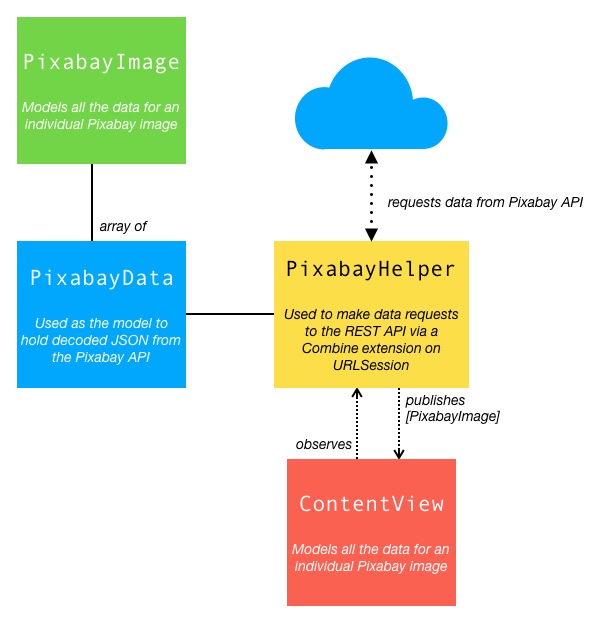 PixabayImage
Models all the data for an
individual Pixabay image
requests data from Pixabay API
array of
PixabayData
Used as the model to
hold decoded JSON from
the Pixabay API
PixabayHelper
Used to make data requests
to the REST API via a
Combine extension on
URLSession
publishes
[PixabayImage]
observes
ContentView
Models all the data for an
individual Pixabay image